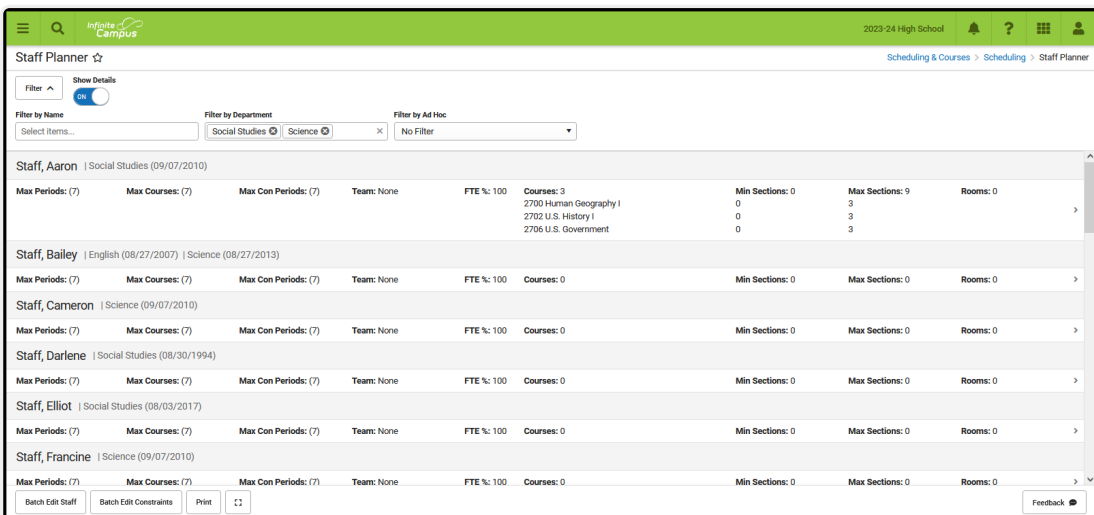 Infinite Campus 2023-24 High School ?
Staff Planner Scheduling & Courses > Scheduling > Staff Planner
Filter Show Details
ON
Filter by Name Filter by Department Filter by Ad Hoc
Select items... Social Studies Science × No Filter
Staff, Aaron | Social Studies (09/07/2010)
Max Periods: (7) Max Courses: (7) Max Con Periods: (7) Team: None FTE %: 100 Courses: 3 Min Sections: 0 Max Sections: 9 Rooms: 0
2700 Human Geography I 0 3
2702 U.S. History I 0 3
2706 U.S. Government 0 3
Staff, Bailey | English (08/27/2007) | Science (08/27/2013)
Max Periods: (7) Max Courses: (7) Max Con Periods: (7) Team: None FTE %: 100 Courses: 0 Min Sections: 0 Max Sections: 0 Rooms: 0
Staff, Cameron | Science (09/07/2010)
Max Periods: (7) Max Courses: (7) Max Con Periods: (7) Team: None FTE %: 100 Courses: 0 Min Sections: 0 Max Sections: 0 Rooms: 0
Staff, Darlene | Social Studies (08/30/1994)
Max Periods: (7) Max Courses: (7) Max Con Periods: (7) Team: None FTE %: 100 Courses: 0 Min Sections: 0 Max Sections: 0 Rooms: 0
Staff, Elliot | Social Studies (08/03/2017)
Max Periods: (7) Max Courses: (7) Max Con Periods: (7) Team: None FTE %: 100 Courses: 0 Min Sections: 0 Max Sections: 0 Rooms: 0
Staff, Francine | Science (09/07/2010)
Max Periods: (7) Max Courses: (7) Max Con Periods: (7) Team: None FTE %: 100 Courses: 0 Min Sections: 0 Max Sections: 0 Rooms: 0
Batch Edit Staff Batch Edit Constraints Print Feedback